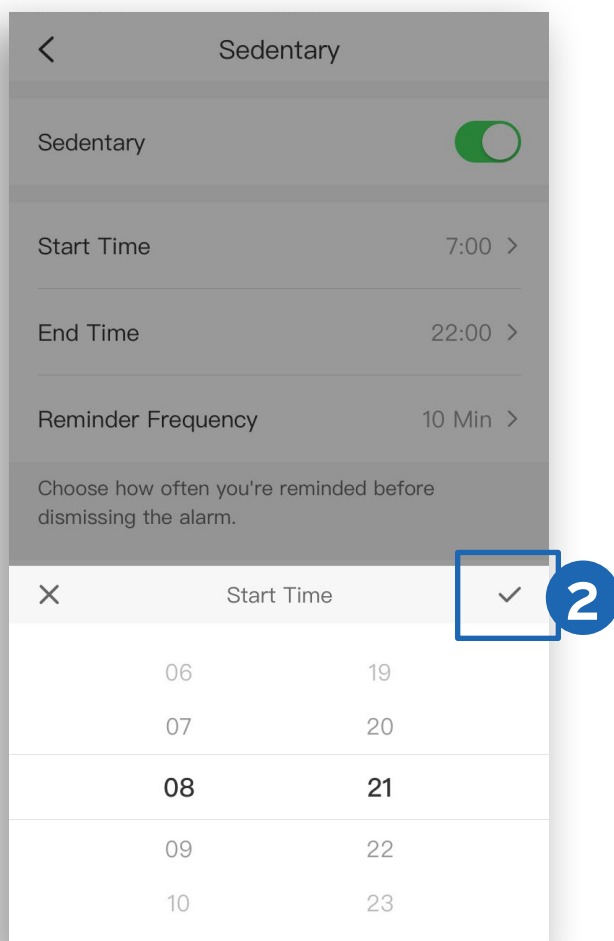 Sedentary
Sedentary
Start Time 7:00
End Time 22:00
Reminder Frequency 10 Min
Choose how often you're reminded before
dismissing the alarm.
Start Time
2
06 19
07 20
08 21
09 22
10 23